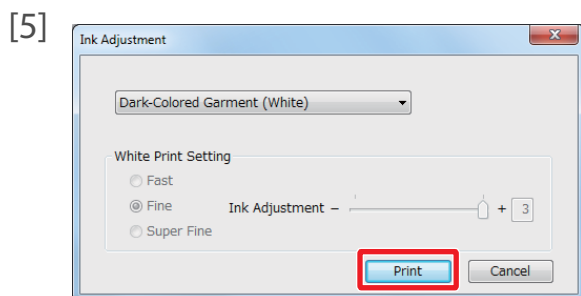 [5]
Ink Adjustment
Dark-Colored Garment (White)
White Print Setting
Fast
Fine Ink Adjustment – + 3
Super Fine
Print Cancel